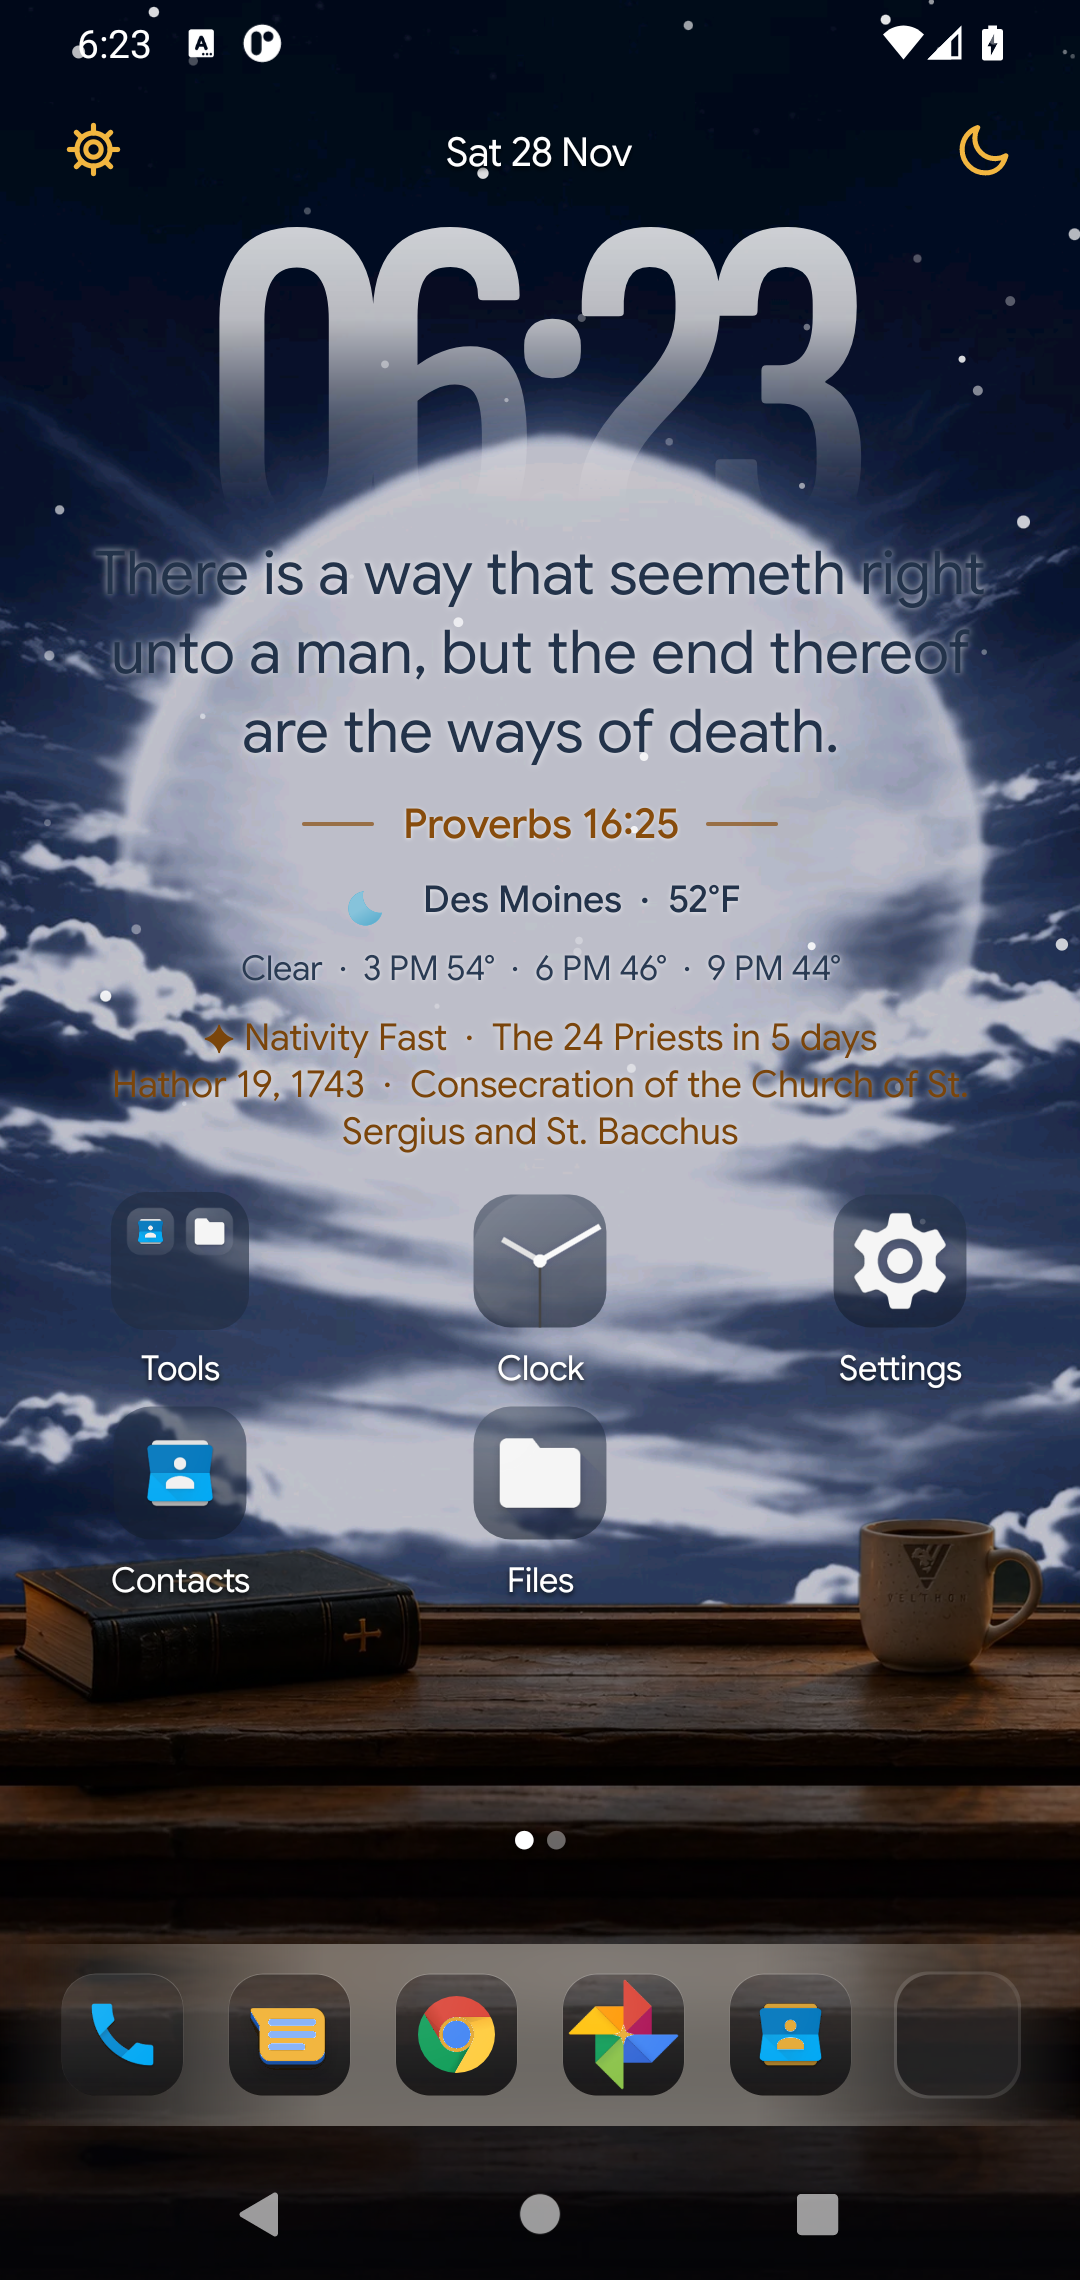 6:23
Sat 28 Nov
06:23
There is a way that seemeth right
unto a man, but the end thereof
are the ways of death.
Proverbs 16:25
Des Moines · 52°F
Clear · 3 PM 54° · 6 PM 46° · 9 PM 44°
✦ Nativity Fast · The 24 Priests in 5 days
Hathor 19, 1743 · Consecration of the Church of St.
Sergius and St. Bacchus
Tools
Clock
Settings
Contacts
Files